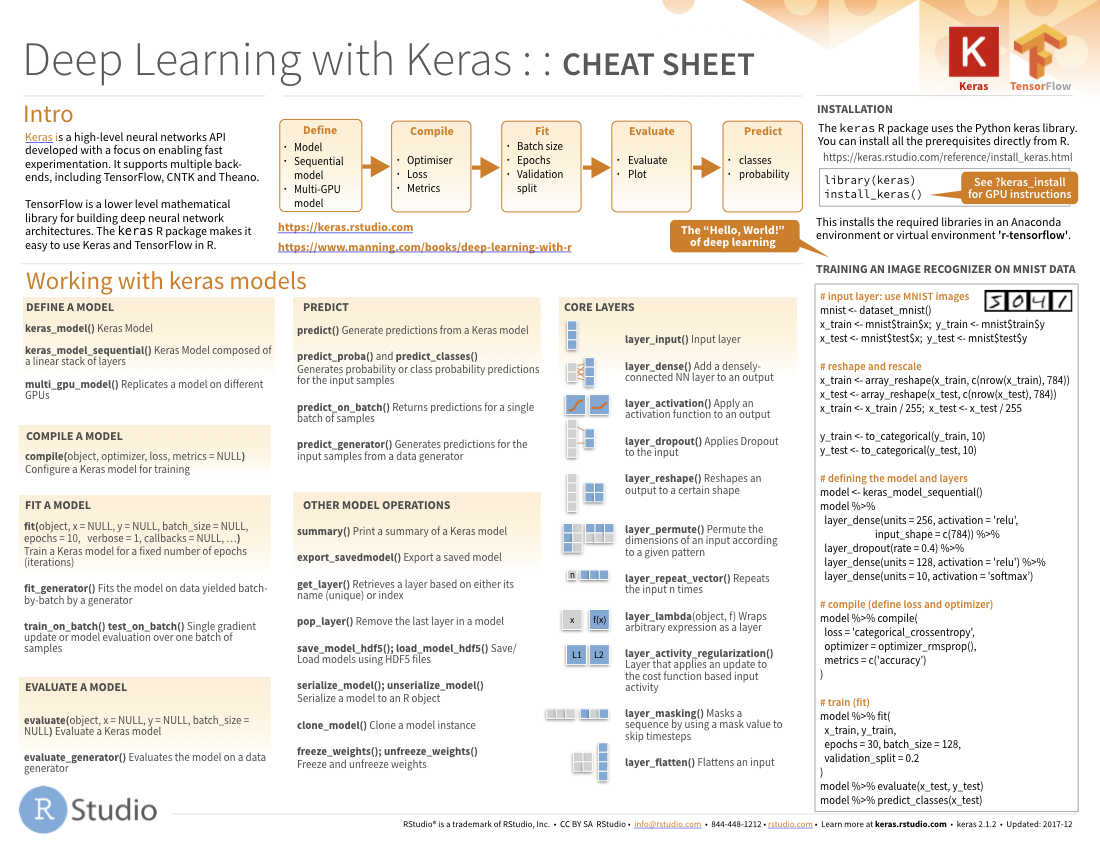 Deep Learning with Keras : : CHEAT SHEET
Keras
TensorFlow
Intro
Keras is a high-level neural networks API
developed with a focus on enabling fast
experimentation. It supports multiple back-
ends, including TensorFlow, CNTK and Theano.
TensorFlow is a lower level mathematical
library for building deep neural network
architectures. The keras R package makes it
easy to use Keras and TensorFlow in R.
Define
• Model
• Sequential
model
• Multi-GPU
model
Compile
• Optimiser
• Loss
• Metrics
Fit
• Batch size
• Epochs
• Validation
split
Evaluate
• Evaluate
• Plot
Predict
• classes
• probability
https://keras.rstudio.com
https://www.manning.com/books/deep-learning-with-r
The “Hello, World!”
of deep learning
INSTALLATION
The keras R package uses the Python keras library.
You can install all the prerequisites directly from R.
https://keras.rstudio.com/reference/install_keras.html
library(keras)
install_keras()
See ?keras_install
for GPU instructions
This installs the required libraries in an Anaconda
environment or virtual environment 'r-tensorflow'.
Working with keras models
DEFINE A MODEL
keras_model() Keras Model
keras_model_sequential() Keras Model composed of
a linear stack of layers
multi_gpu_model() Replicates a model on different
GPUs
COMPILE A MODEL
compile(object, optimizer, loss, metrics = NULL)
Configure a Keras model for training
FIT A MODEL
fit(object, x = NULL, y = NULL, batch_size = NULL,
epochs = 10, verbose = 1, callbacks = NULL, …)
Train a Keras model for a fixed number of epochs
(iterations)
fit_generator() Fits the model on data yielded batch-
by-batch by a generator
train_on_batch() test_on_batch() Single gradient
update or model evaluation over one batch of
samples
EVALUATE A MODEL
evaluate(object, x = NULL, y = NULL, batch_size =
NULL) Evaluate a Keras model
evaluate_generator() Evaluates the model on a data
generator
PREDICT
predict() Generate predictions from a Keras model
predict_proba() and predict_classes()
Generates probability or class probability predictions
for the input samples
predict_on_batch() Returns predictions for a single
batch of samples
predict_generator() Generates predictions for the
input samples from a data generator
OTHER MODEL OPERATIONS
summary() Print a summary of a Keras model
export_savedmodel() Export a saved model
get_layer() Retrieves a layer based on either its
name (unique) or index
pop_layer() Remove the last layer in a model
save_model_hdf5(); load_model_hdf5() Save/
Load models using HDF5 files
serialize_model(); unserialize_model()
Serialize a model to an R object
clone_model() Clone a model instance
freeze_weights(); unfreeze_weights()
Freeze and unfreeze weights
CORE LAYERS
layer_input() Input layer
layer_dense() Add a densely-
connected NN layer to an output
layer_activation() Apply an
activation function to an output
layer_dropout() Applies Dropout
to the input
layer_reshape() Reshapes an
output to a certain shape
layer_permute() Permute the
dimensions of an input according
to a given pattern
n
layer_repeat_vector() Repeats
the input n times
x f(x)
layer_lambda(object, f) Wraps
arbitrary expression as a layer
L1 L2
layer_activity_regularization()
Layer that applies an update to
the cost function based input
activity
layer_masking() Masks a
sequence by using a mask value to
skip timesteps
layer_flatten() Flattens an input
TRAINING AN IMAGE RECOGNIZER ON MNIST DATA
5 0 4 1
# input layer: use MNIST images
mnist <- dataset_mnist()
x_train <- mnist$train$x; y_train <- mnist$train$y
x_test <- mnist$test$x; y_test <- mnist$test$y
# reshape and rescale
x_train <- array_reshape(x_train, c(nrow(x_train), 784))
x_test <- array_reshape(x_test, c(nrow(x_test), 784))
x_train <- x_train / 255; x_test <- x_test / 255
y_train <- to_categorical(y_train, 10)
y_test <- to_categorical(y_test, 10)
# defining the model and layers
model <- keras_model_sequential()
model %>%
layer_dense(units = 256, activation = 'relu',
input_shape = c(784)) %>%
layer_dropout(rate = 0.4) %>%
layer_dense(units = 128, activation = 'relu') %>%
layer_dense(units = 10, activation = 'softmax')
# compile (define loss and optimizer)
model %>% compile(
loss = 'categorical_crossentropy',
optimizer = optimizer_rmsprop(),
metrics = c('accuracy')
)
# train (fit)
model %>% fit(
x_train, y_train,
epochs = 30, batch_size = 128,
validation_split = 0.2
)
model %>% evaluate(x_test, y_test)
model %>% predict_classes(x_test)
R Studio
RStudio® is a trademark of RStudio, Inc. • CC BY SA RStudio • info@rstudio.com • 844-448-1212 • rstudio.com • Learn more at keras.rstudio.com • keras 2.1.2 • Updated: 2017-12